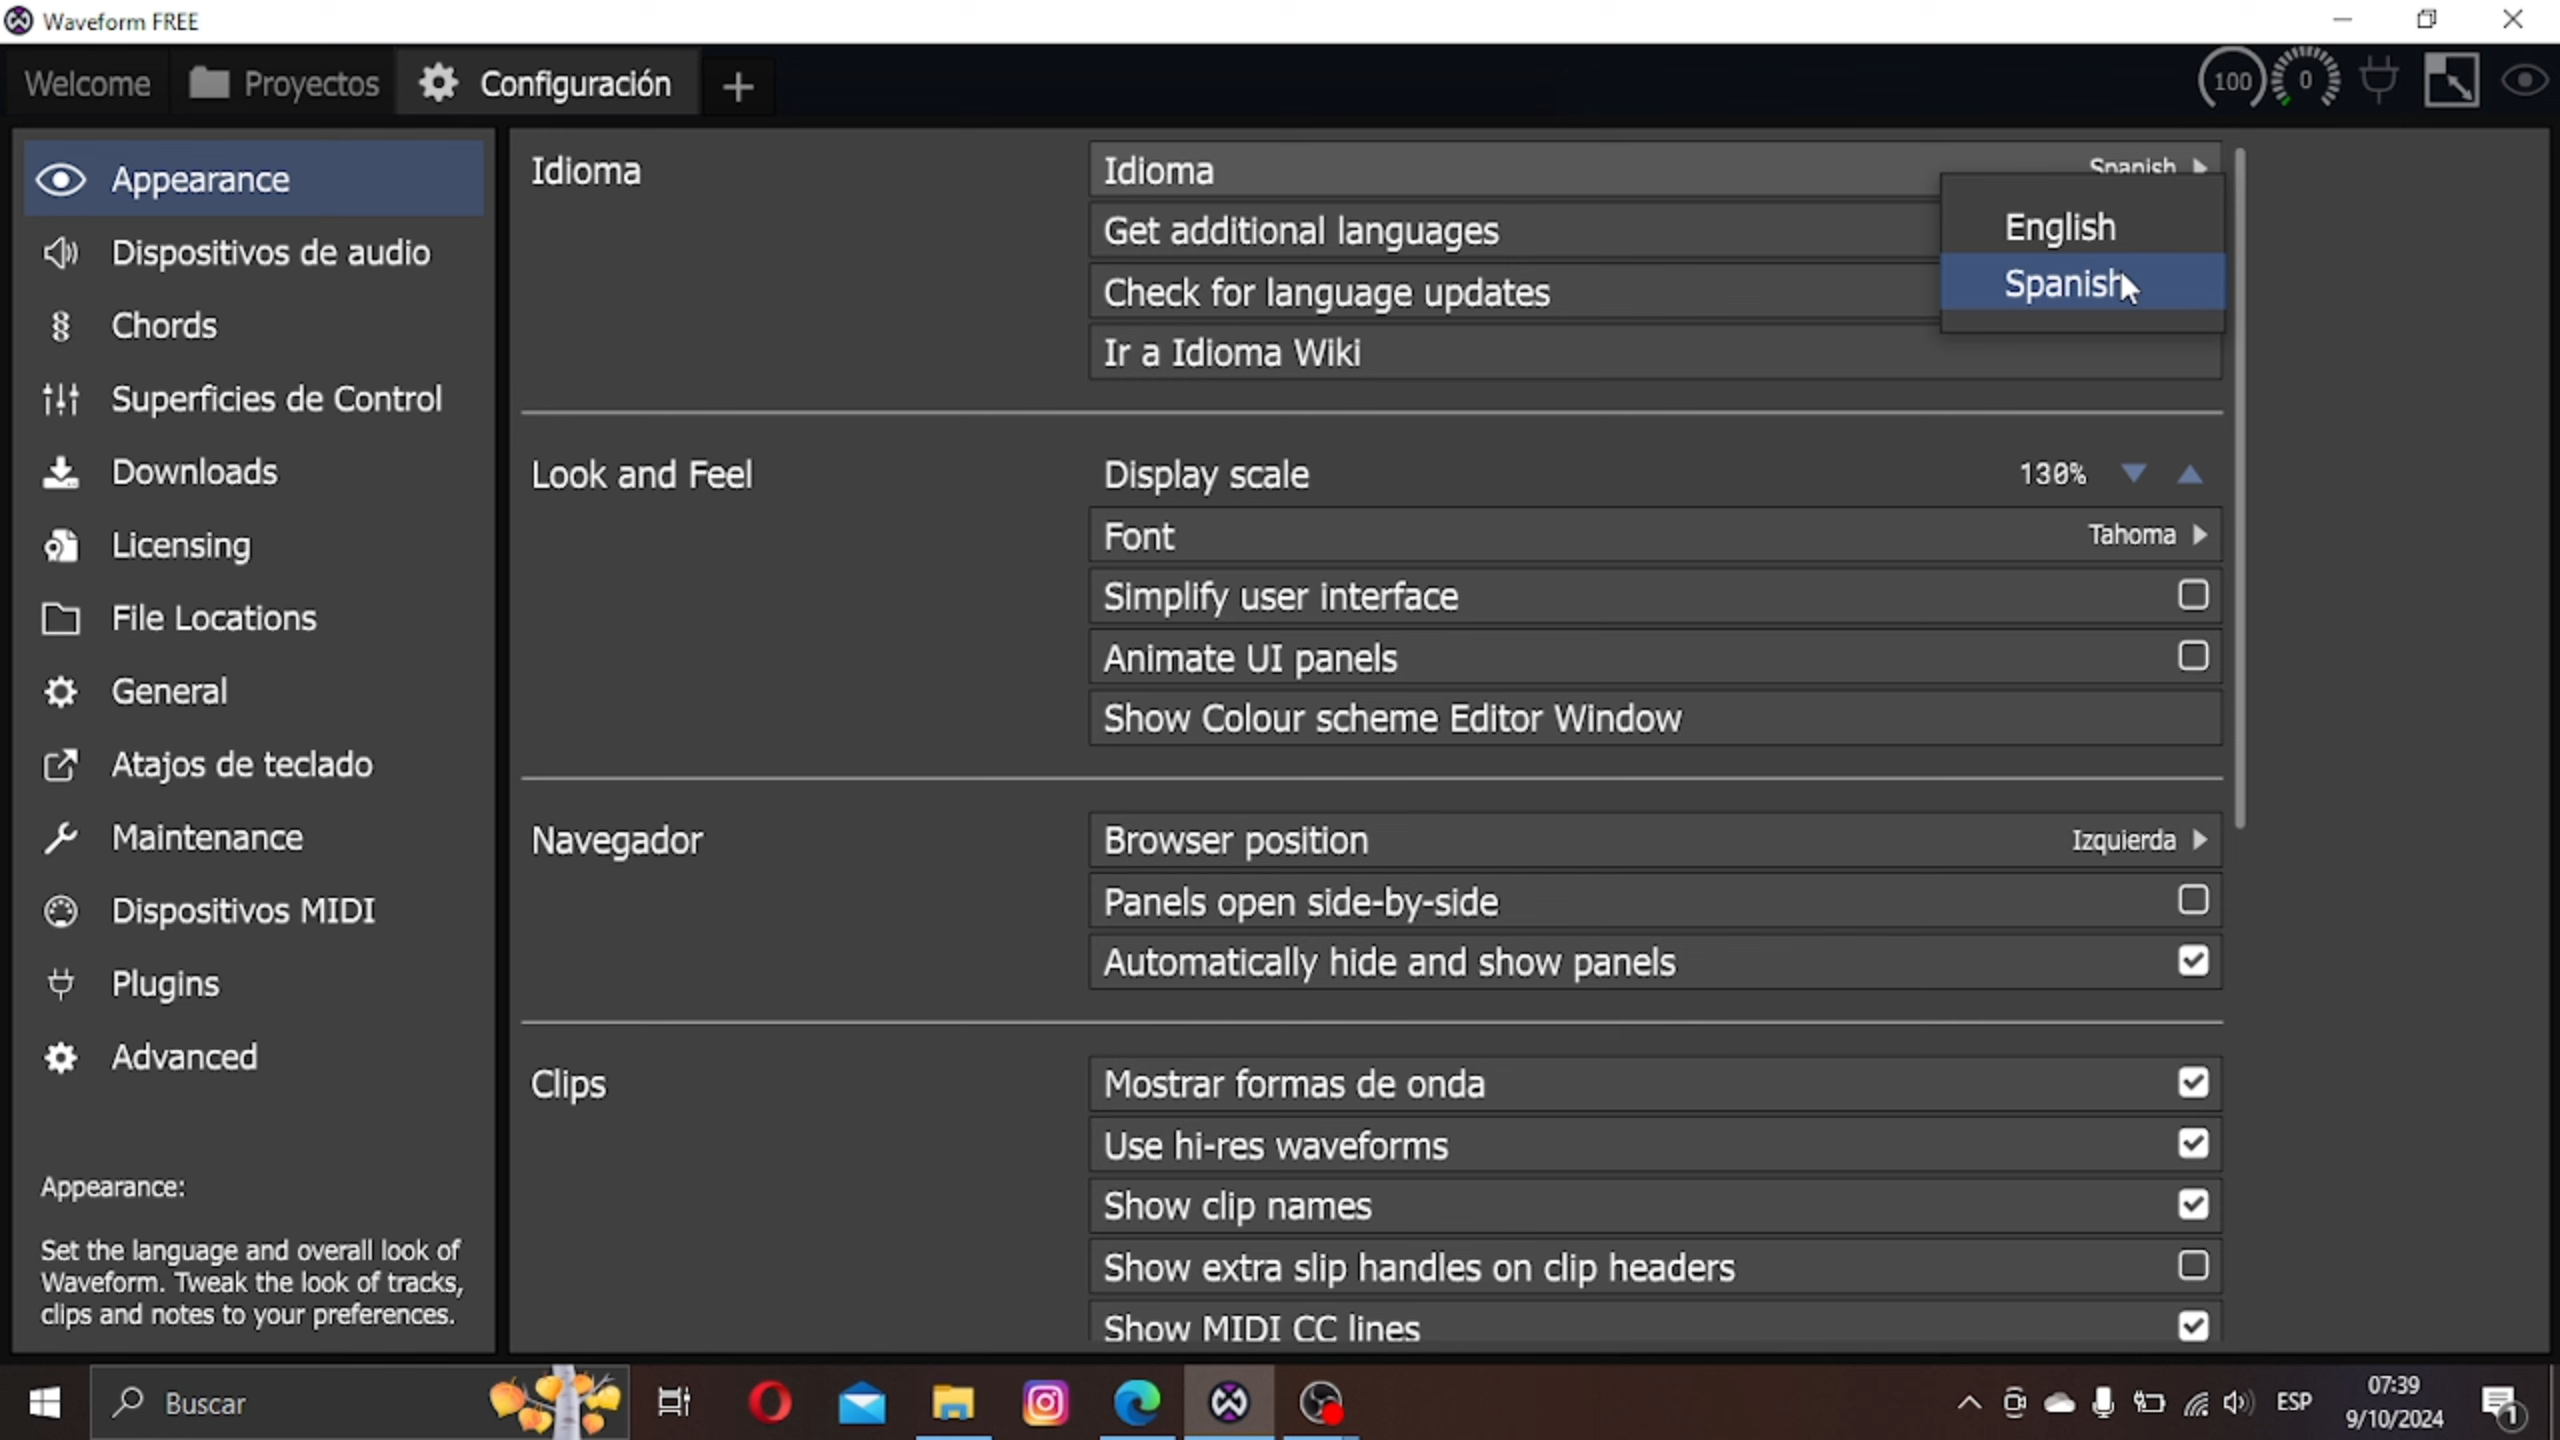 Waveform FREE
Welcome
Proyectos
Configuración
+
100
0
Appearance
Dispositivos de audio
Chords
Superficies de Control
Downloads
Licensing
File Locations
General
Atajos de teclado
Maintenance
Dispositivos MIDI
Plugins
Advanced
Appearance:
Set the language and overall look of
Waveform. Tweak the look of tracks,
clips and notes to your preferences.
Idioma
Idioma Spanish
Get additional languages
Check for language updates
Ir a Idioma Wiki
English
Spanish
Look and Feel
Display scale 130%
Font Tahoma
Simplify user interface
Animate UI panels
Show Colour scheme Editor Window
Navegador
Browser position Izquierda
Panels open side-by-side
Automatically hide and show panels
Clips
Mostrar formas de onda
Use hi-res waveforms
Show clip names
Show extra slip handles on clip headers
Show MIDI CC lines
Buscar
ESP
07:39
9/10/2024
1